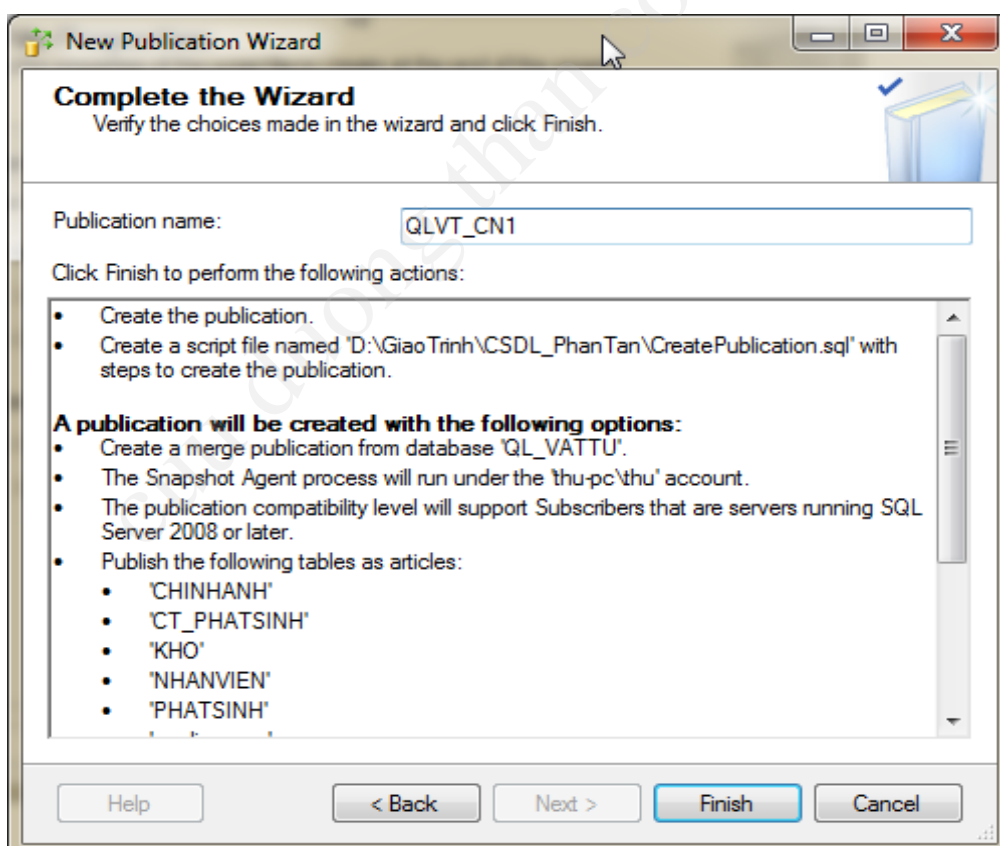 New Publication Wizard
Complete the Wizard
Verify the choices made in the wizard and click Finish.
Publication name:
QLVT_CN1
Click Finish to perform the following actions:
• Create the publication.
• Create a script file named 'D:\GiaoTrinh\CSDL_PhanTan\CreatePublication.sql' with
steps to create the publication.
A publication will be created with the following options:
• Create a merge publication from database 'QL_VATTU'.
• The Snapshot Agent process will run under the 'thu-pc\thu' account.
• The publication compatibility level will support Subscribers that are servers running SQL
Server 2008 or later.
• Publish the following tables as articles:
• 'CHINHANH'
• 'CT_PHATSINH'
• 'KHO'
• 'NHANVIEN'
• 'PHATSINH'
Help
< Back
Next >
Finish
Cancel
cuu duong than